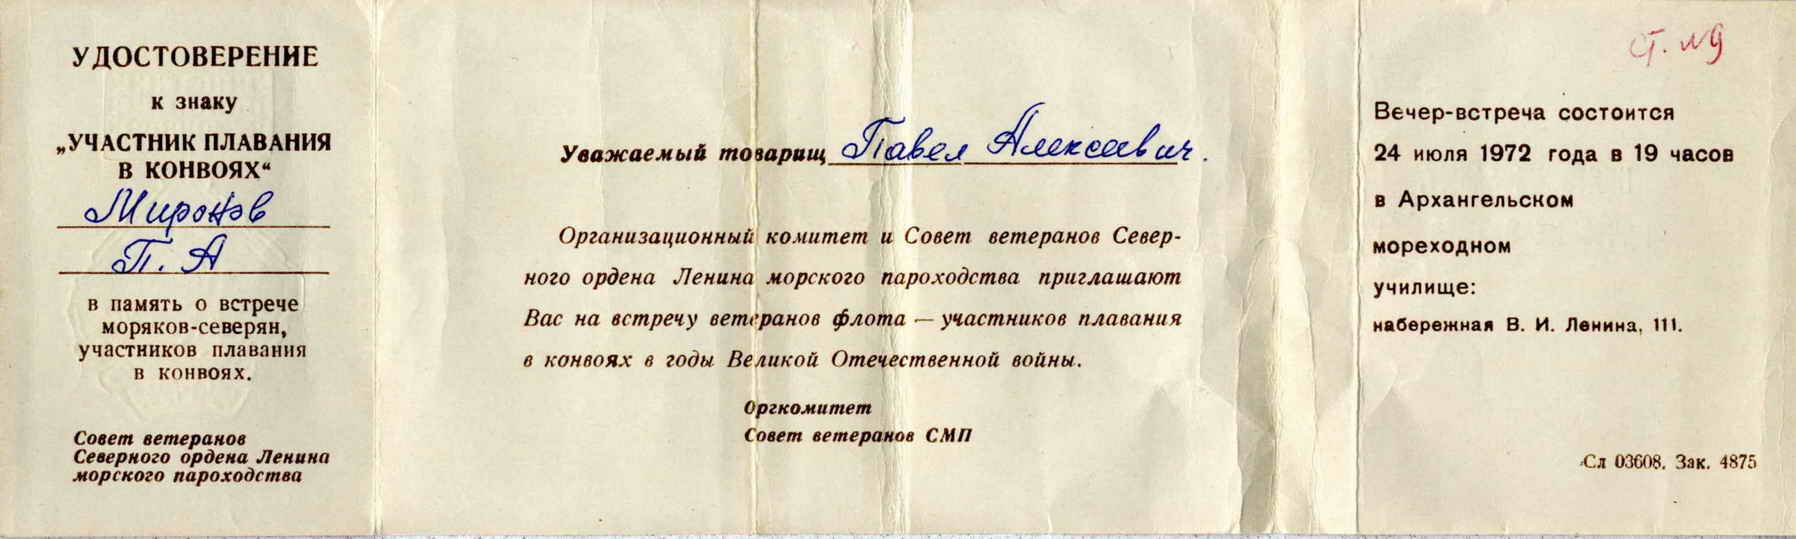 УДОСТОВЕРЕНИЕ
к знаку
„УЧАСТНИК ПЛАВАНИЯ
В КОНВОЯХ“
Миронов
П. А
в память о встрече
моряков-северян,
участников плавания
в конвоях.
Совет ветеранов
Северного ордена Ленина
морского пароходства
Уважаемый товарищ Павел Алексеевич.
Организационный комитет и Совет ветеранов Север-
ного ордена Ленина морского пароходства приглашают
Вас на встречу ветеранов флота — участников плавания
в конвоях в годы Великой Отечественной войны.
Оргкомитет
Совет ветеранов СМП
ст. №9
Вечер-встреча состоится
24 июля 1972 года в 19 часов
в Архангельском
мореходном
училище:
набережная В. И. Ленина, 111.
Сл 03608. Зак. 4875